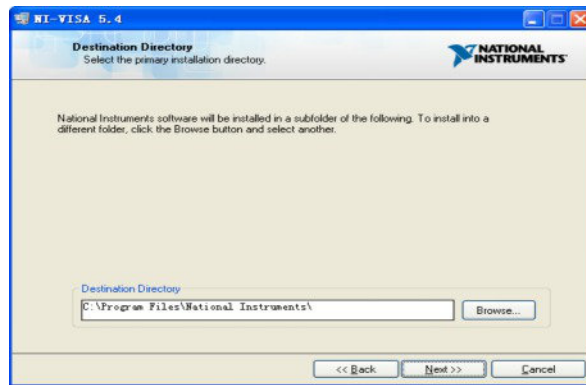 NI-VISA 5.4
Destination Directory
Select the primary installation directory.
NATIONAL
INSTRUMENTS
National Instruments software will be installed in a subfolder of the following. To install into a
different folder, click the Browse button and select another.
Destination Directory
C:\Program Files\National Instruments\
Browse...
<< Back
Next >>
Cancel